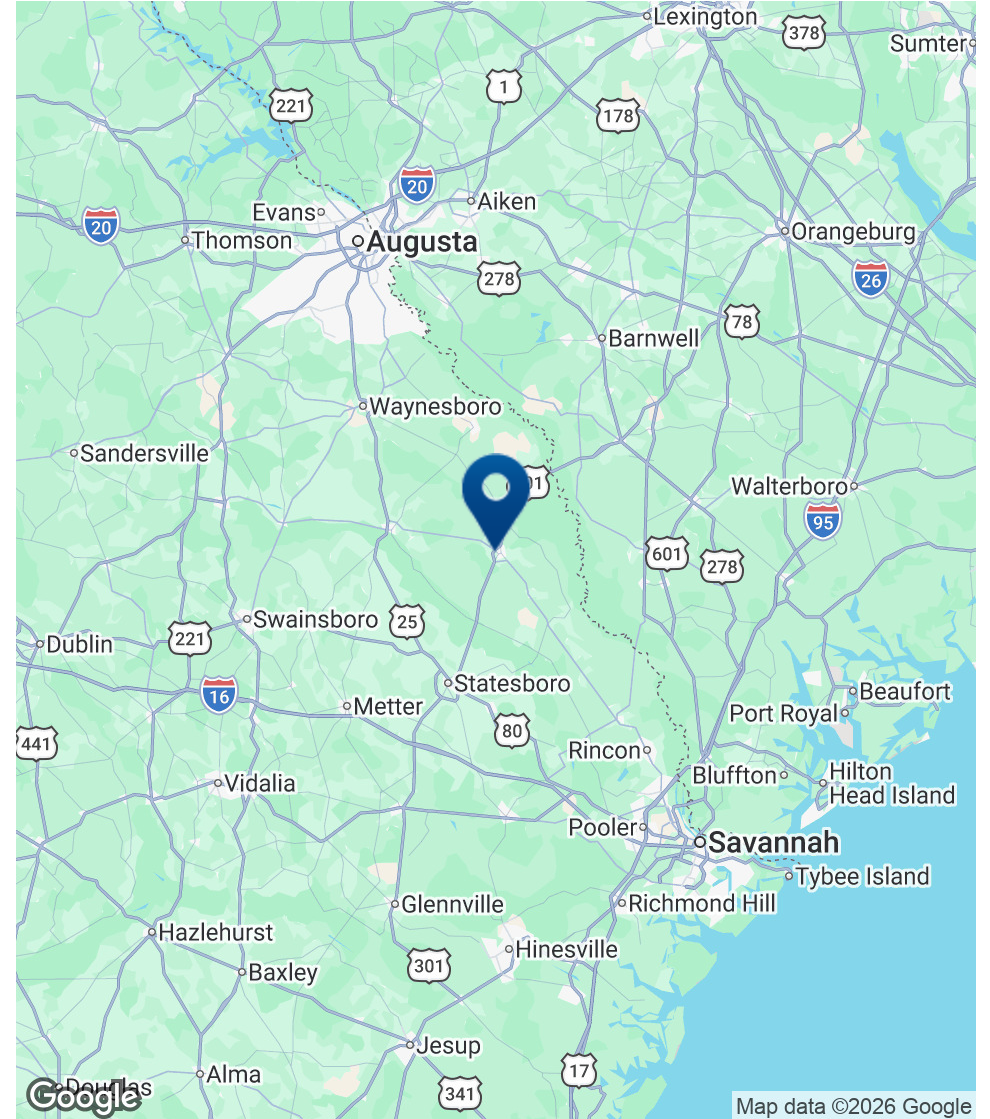 Lexington
378
Sumter
1
221
178
20
Aiken
Evans
20
Thomson
Augusta
Orangeburg
278
26
78
Barnwell
Waynesboro
Sandersville
Walterboro
95
601
278
Swainsboro
25
221
Dublin
Statesboro
16
Metter
Beaufort
Port Royal
80
441
Rincon
Bluffton
Hilton
Head Island
Vidalia
Pooler
Savannah
Tybee Island
Glennville
Richmond Hill
Hazlehurst
Hinesville
301
Baxley
Jesup
17
Alma
Douglas
Google
341
Map data ©2026 Google